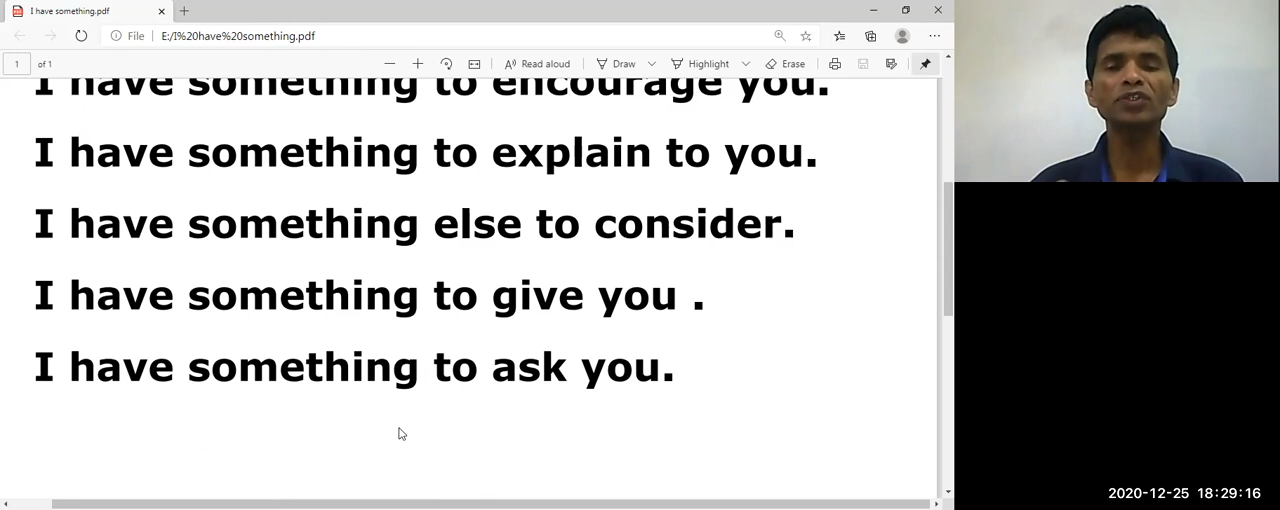 I have something.pdf
File E:/I%20have%20something.pdf
1 of 1 Read aloud Draw Highlight Erase
I have something to encourage you.
I have something to explain to you.
I have something else to consider.
I have something to give you .
I have something to ask you.
2020-12-25 18:29:16